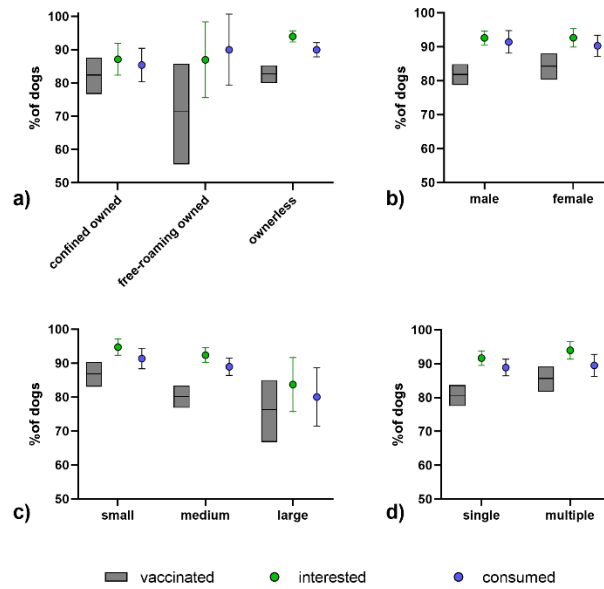 100
90
80
70
60
50
%of dogs
a)
confined owned
free-roaming owned
ownerless
100
90
80
70
60
50
%of dogs
b)
male
female
100
90
80
70
60
50
%of dogs
c)
small
medium
large
100
90
80
70
60
50
%of dogs
d)
single
multiple
vaccinated
interested
consumed